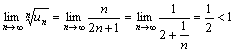 lim n→∞ ⁿ√uₙ = lim n→∞ n/(2n+1) = lim n→∞ 1/(2+1/n) = 1/2 < 1